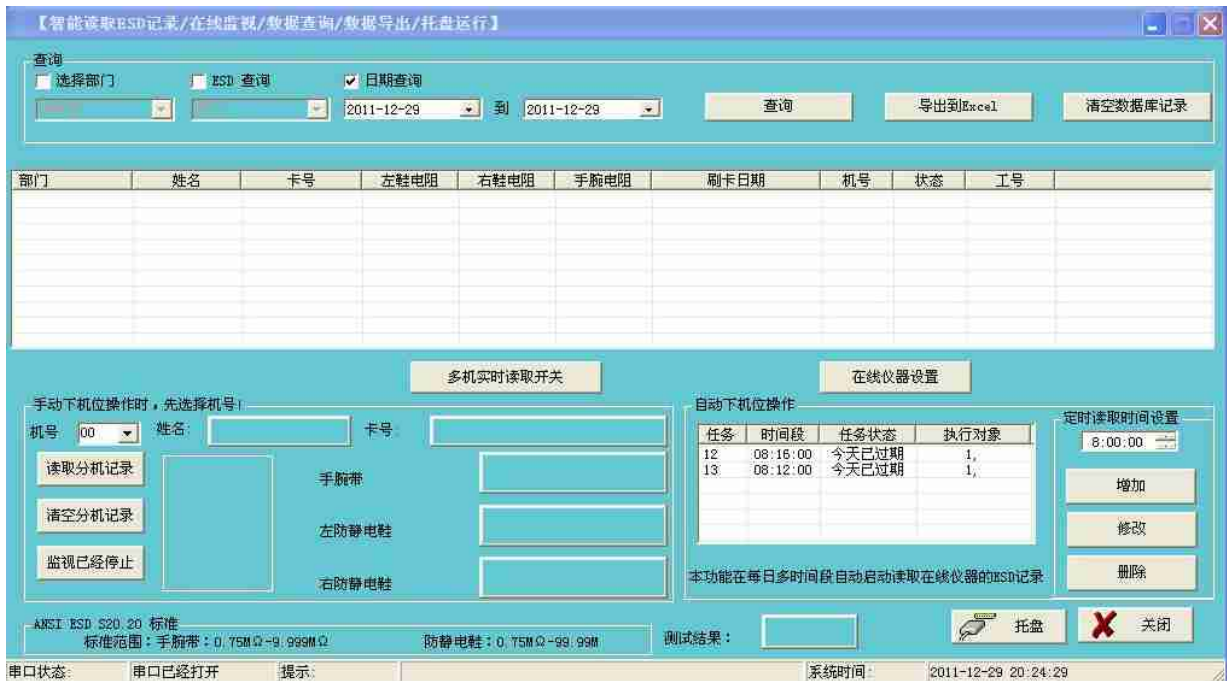 【智能读取ESD记录/在线监视/数据查询/数据导出/托盘运行】
查询
选择部门 ESD 查询 日期查询
2011-12-29 到 2011-12-29 查询 导出到Excel 清空数据库记录
部门 姓名 卡号 左鞋电阻 右鞋电阻 手腕电阻 刷卡日期 机号 状态 工号
多机实时读取开关 在线仪器设置
手动下机位操作时,先选择机号!
机号 00 姓名: 卡号:
读取分机记录
手腕带
清空分机记录
左防静电鞋
监视已经停止
右防静电鞋
自动下机位操作
任务 时间段 任务状态 执行对象
12 08:16:00 今天已过期 1,
13 08:12:00 今天已过期 1,
本功能在每日多时间段自动启动读取在线仪器的ESD记录
定时读取时间设置
8:00:00
增加
修改
删除
ANSI ESD S20.20 标准
标准范围:手腕带:0.75MΩ-9.999MΩ 防静电鞋:0.75MΩ-99.99M
测试结果:
托盘 关闭
串口状态: 串口已经打开 提示: 系统时间: 2011-12-29 20:24:29